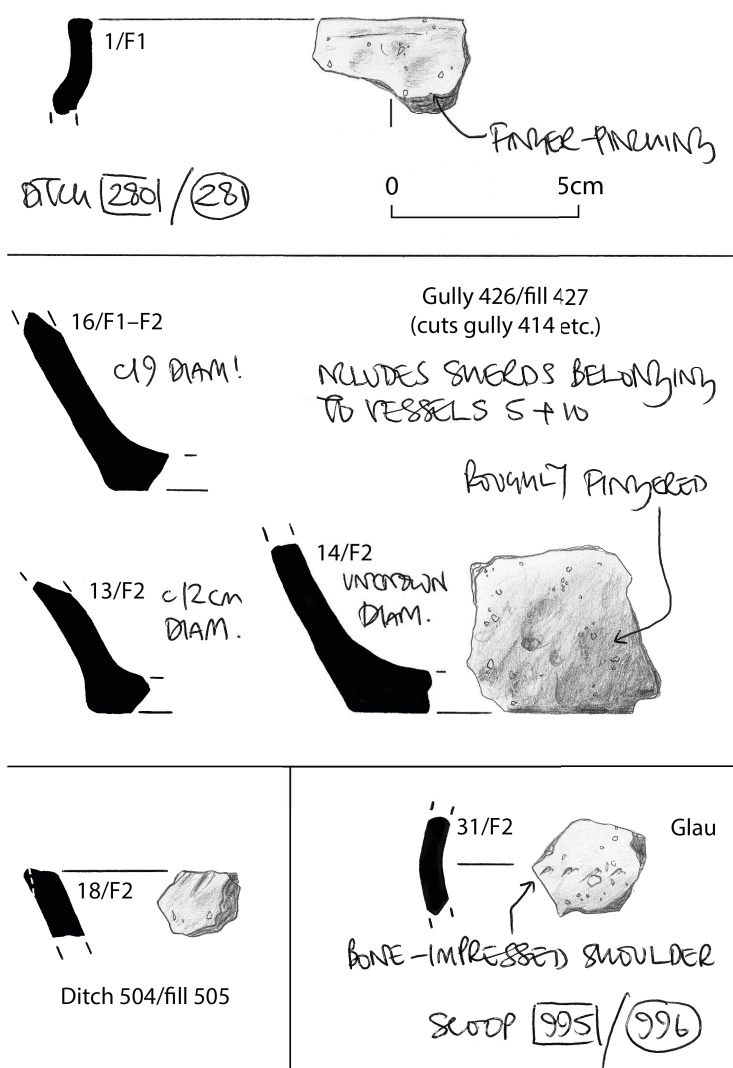 1/F1
FINGER-PINCHING
DITCH 280 / 281
0 5cm
16/F1–F2
C19 DIAM!
Gully 426/fill 427
(cuts gully 414 etc.)
INCLUDES SHERDS BELONGING
TO VESSELS 5 + 10
ROUGHLY FINGERED
14/F2
UNKNOWN
DIAM.
13/F2
C12CM
DIAM.
18/F2
Ditch 504/fill 505
31/F2
Glau
BONE-IMPRESSED SHOULDER
SCOOP 995 / 996